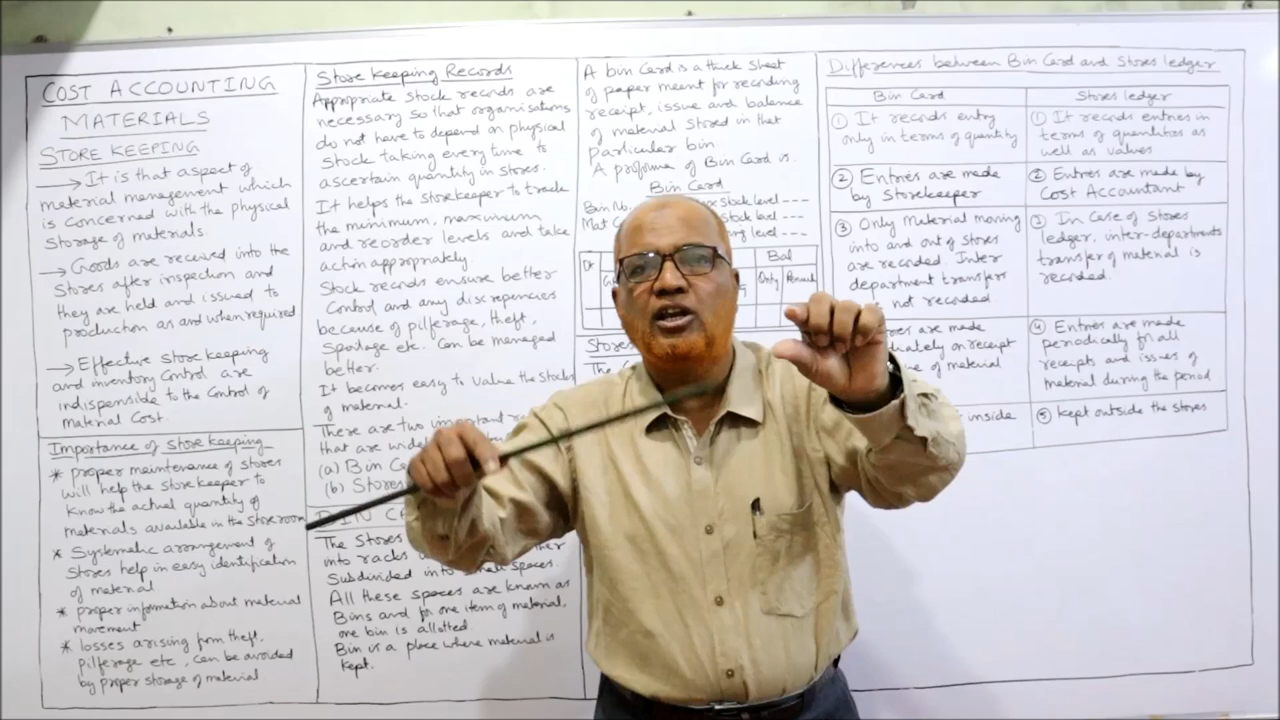 COST ACCOUNTING
MATERIALS
STORE KEEPING
→ It is that aspect of
material management which
is concerned with the physical
storage of materials.
→ Goods are received into the
Stores after inspection and
they are held and issued to
production as and when required
→ Effective store keeping
and inventory Control are
indispensible to the Control of
material Cost.
Importance of store keeping
* proper maintenance of stores
will help the store keeper to
know the actual quantity of
materials available in the store room
* Systematic arrangement of
stores help in easy identification
of material
* proper information about material
movement
* losses arising from theft,
pilferage etc, can be avoided
by proper storage of material
Store keeping Records
Appropriate stock records are
necessary so that organisations
do not have to depend on physical
stock taking every time to
ascertain quantity in stores.
It helps the storekeeper to track
the minimum, maximum
and reorder levels and take
action appropriately
Stock records ensure better
Control and any discrepencies
because of pilferage, theft,
Spoilage etc. Can be managed
better.
It becomes easy to value the stocks
of material.
There are two important
that are
(a) Bin
(b) Stores
BIN
The Stores
into racks
Subdivided into small spaces.
All these spaces are known as
Bins and for one item of material,
one bin is allotted.
Bin is a place where material is
kept.
A bin Card is a thick sheet
of paper meant for recording
receipt, issue and balance
of material stored in that
particular bin.
A proforma of Bin Card is.
Bin Card
Bin No. stock level ---
Mat stock level ---
level ---
Bal
Qnty
The
Differences between Bin Card and Stores ledger
Bin Card Stores ledger
① It records entry
only in terms of quantity
① It records entries in
terms of quantities as
well as values
② Entries are made
by Storekeeper
② Entries are made by
Cost Accountant
③ Only Material moving
into and out of stores
are recorded. Inter
department transfers
not recorded
③ In Case of Stores
ledger, inter-departments
transfer of material is
recorded.
are made
on receipt
of material
④ Entries are made
periodically for all
receipts and issues of
material during the period
inside
⑤ kept outside the stores